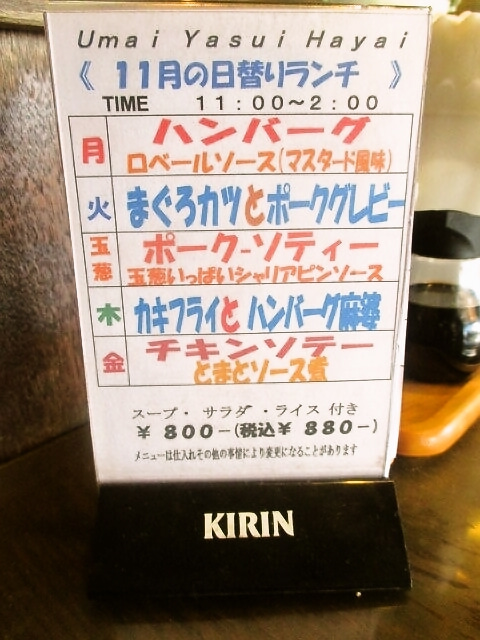 Umai Yasui Hayai
《 11月の日替りランチ 》
TIME 11:00～2:00
月 ハンバーグ
ロベールソース(マスタード風味)
火 まぐろカツとポークグレビー
玉葱 ポーク-ソティー
玉葱いっぱいシャリアピンソース
木 カキフライと ハンバーグ麻婆
金 チキンソテー
とまとソース煮
スープ・ サラダ ・ライス 付き
¥ 800-(税込¥ 880-)
メニューは仕入れその他の事情により変更になることがあります
KIRIN